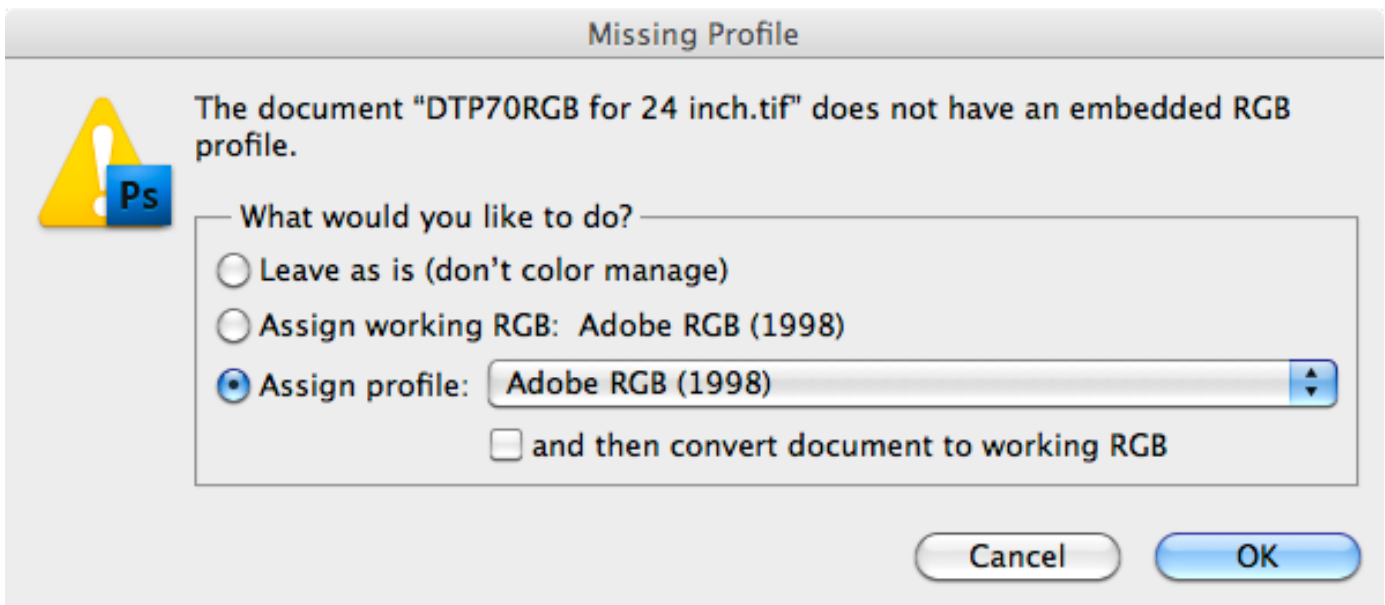 Missing Profile
The document “DTP70RGB for 24 inch.tif” does not have an embedded RGB
profile.
Ps
What would you like to do?
Leave as is (don’t color manage)
Assign working RGB:  Adobe RGB (1998)
Assign profile: Adobe RGB (1998)
and then convert document to working RGB
Cancel OK